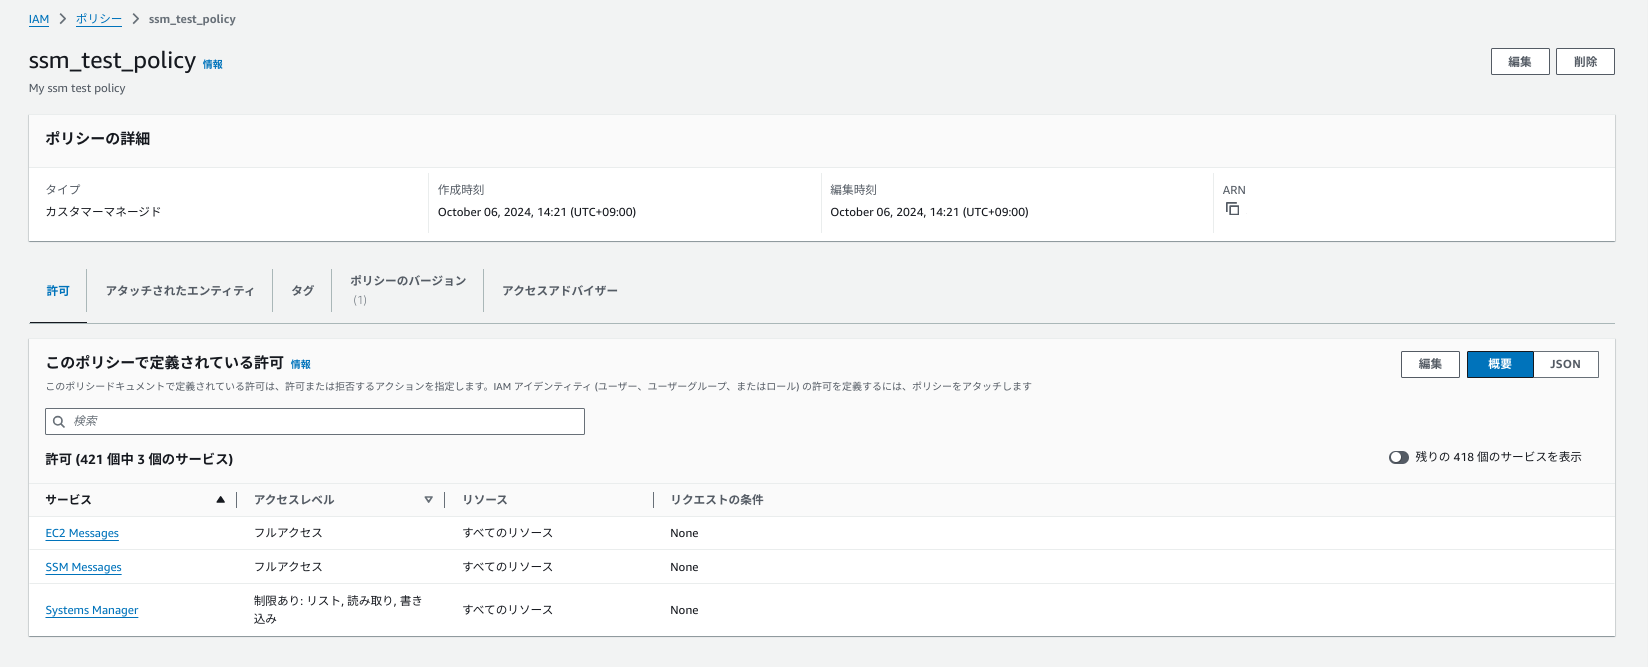 IAM > ポリシー > ssm_test_policy
ssm_test_policy 情報
編集 削除
My ssm test policy
ポリシーの詳細
タイプ
カスタマーマネージド
作成時刻
October 06, 2024, 14:21 (UTC+09:00)
編集時刻
October 06, 2024, 14:21 (UTC+09:00)
ARN
許可
アタッチされたエンティティ
タグ
ポリシーのバージョン
(1)
アクセスアドバイザー
このポリシーで定義されている許可 情報
編集 概要 JSON
このポリシードキュメントで定義されている許可は、許可または拒否するアクションを指定します。IAM アイデンティティ (ユーザー、ユーザーグループ、またはロール) の許可を定義するには、ポリシーをアタッチします
検索
許可 (421 個中 3 個のサービス)
残りの 418 個のサービスを表示
サービス アクセスレベル リソース リクエストの条件
EC2 Messages フルアクセス すべてのリソース None
SSM Messages フルアクセス すべてのリソース None
Systems Manager 制限あり: リスト, 読み取り, 書き
込み すべてのリソース None